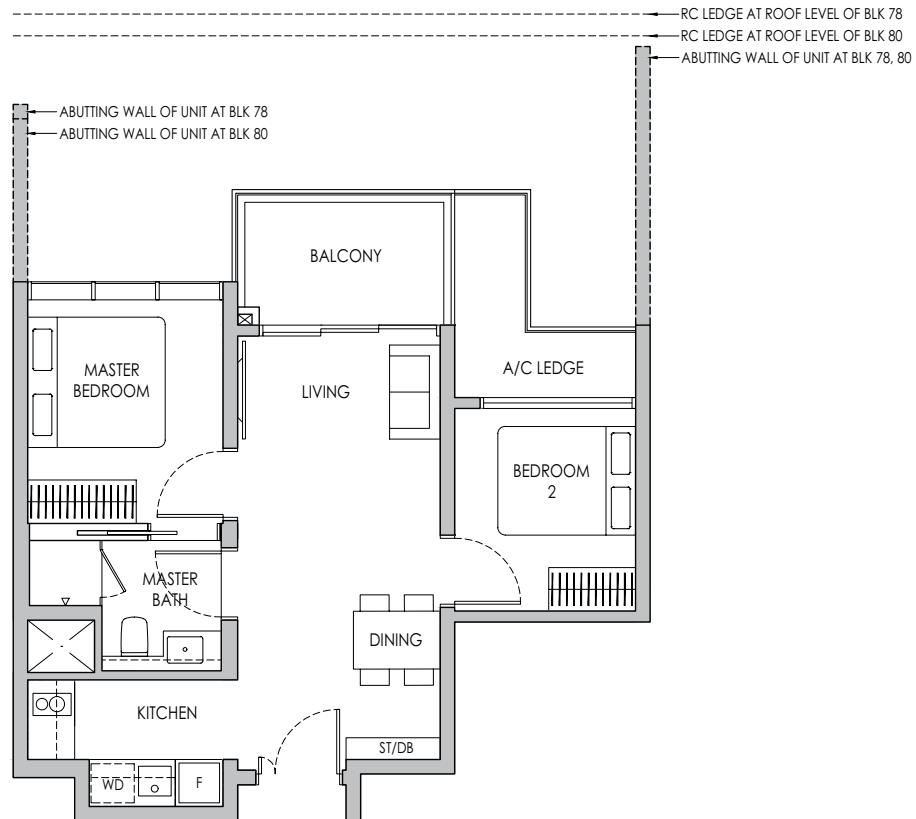 RC LEDGE AT ROOF LEVEL OF BLK 78
RC LEDGE AT ROOF LEVEL OF BLK 80
ABUTTING WALL OF UNIT AT BLK 78, 80
ABUTTING WALL OF UNIT AT BLK 78
ABUTTING WALL OF UNIT AT BLK 80
BALCONY
MASTER
BEDROOM
LIVING
A/C LEDGE
BEDROOM
2
MASTER
BATH
DINING
KITCHEN
ST/DB
WD
F